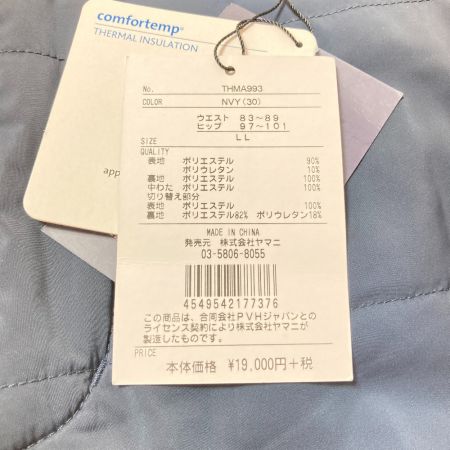 comfortemp®
THERMAL INSULATION
app
No. THMA993
COLOR NVY(30)
ウエスト 83~89
ヒップ 97~101
SIZE LL
QUALITY
表地 ポリエステル 90%
ポリウレタン 10%
裏地 ポリエステル 100%
中わた ポリエステル 100%
切り替え部分
表地 ポリエステル 100%
裏地 ポリエステル82% ポリウレタン18%
MADE IN CHINA
発売元 株式会社ヤマニ
03-5806-8055
4549542177376
この商品は、合同会社PVHジャパンとの
ライセンス契約により株式会社ヤマニが
製造したものです。
PRICE
本体価格 ¥19,000円+税